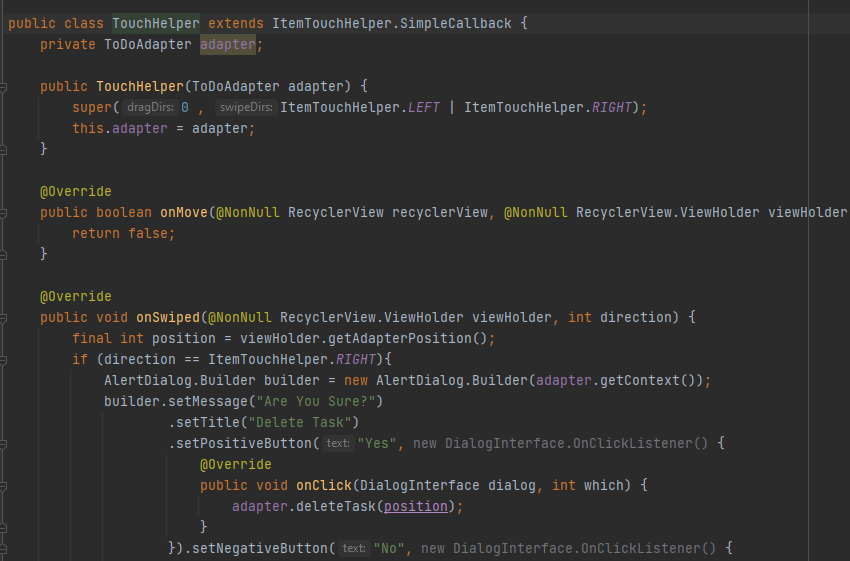 public class TouchHelper extends ItemTouchHelper.SimpleCallback {
private ToDoAdapter adapter;
public TouchHelper(ToDoAdapter adapter) {
super( dragDirs: 0 , swipeDirs: ItemTouchHelper.LEFT | ItemTouchHelper.RIGHT);
this.adapter = adapter;
}
@Override
public boolean onMove(@NonNull RecyclerView recyclerView, @NonNull RecyclerView.ViewHolder viewHolder
return false;
}
@Override
public void onSwiped(@NonNull RecyclerView.ViewHolder viewHolder, int direction) {
final int position = viewHolder.getAdapterPosition();
if (direction == ItemTouchHelper.RIGHT){
AlertDialog.Builder builder = new AlertDialog.Builder(adapter.getContext());
builder.setMessage("Are You Sure?")
.setTitle("Delete Task")
.setPositiveButton( text: "Yes", new DialogInterface.OnClickListener() {
@Override
public void onClick(DialogInterface dialog, int which) {
adapter.deleteTask(position);
}
}).setNegativeButton( text: "No", new DialogInterface.OnClickListener() {